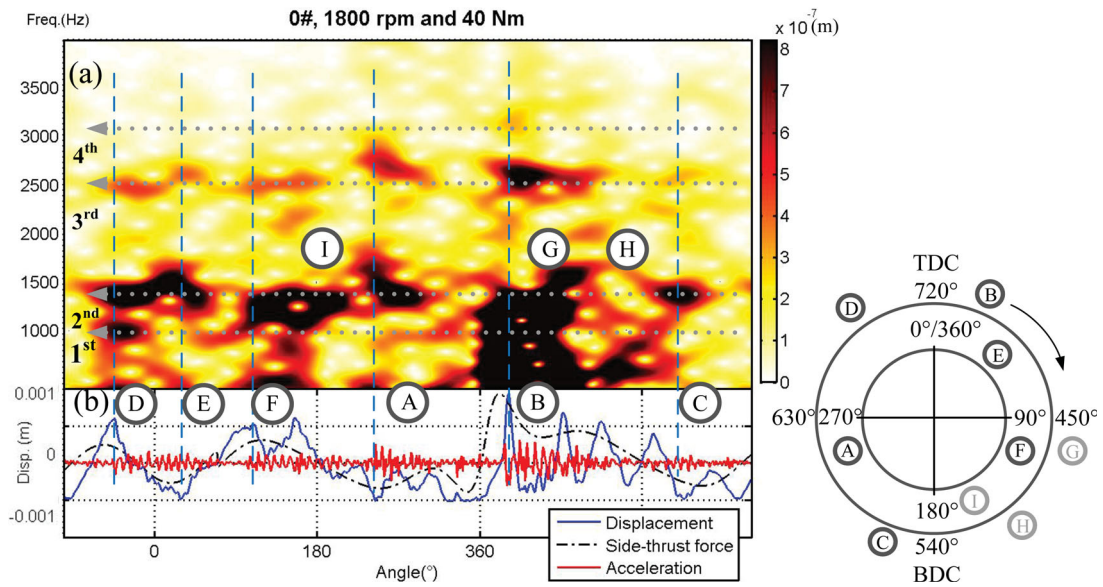 Freq.(Hz)
0#, 1800 rpm and 40 Nm
x 10⁻⁷ (m)
(a)
3500
3000
2500
2000
1500
1000
4ᵗʰ
3ʳᵈ
2ⁿᵈ
1ˢᵗ
I G H
8
7
6
5
4
3
2
1
0
(b)
D E F A B C
Disp. (m)
0.001
0
-0.001
0 180 360
Angle(°)
Displacement
Side-thrust force
Acceleration
TDC
720°
D B
0°/360°
E
630° 270° 90° 450°
A F G
I
180°
H
C
540°
BDC